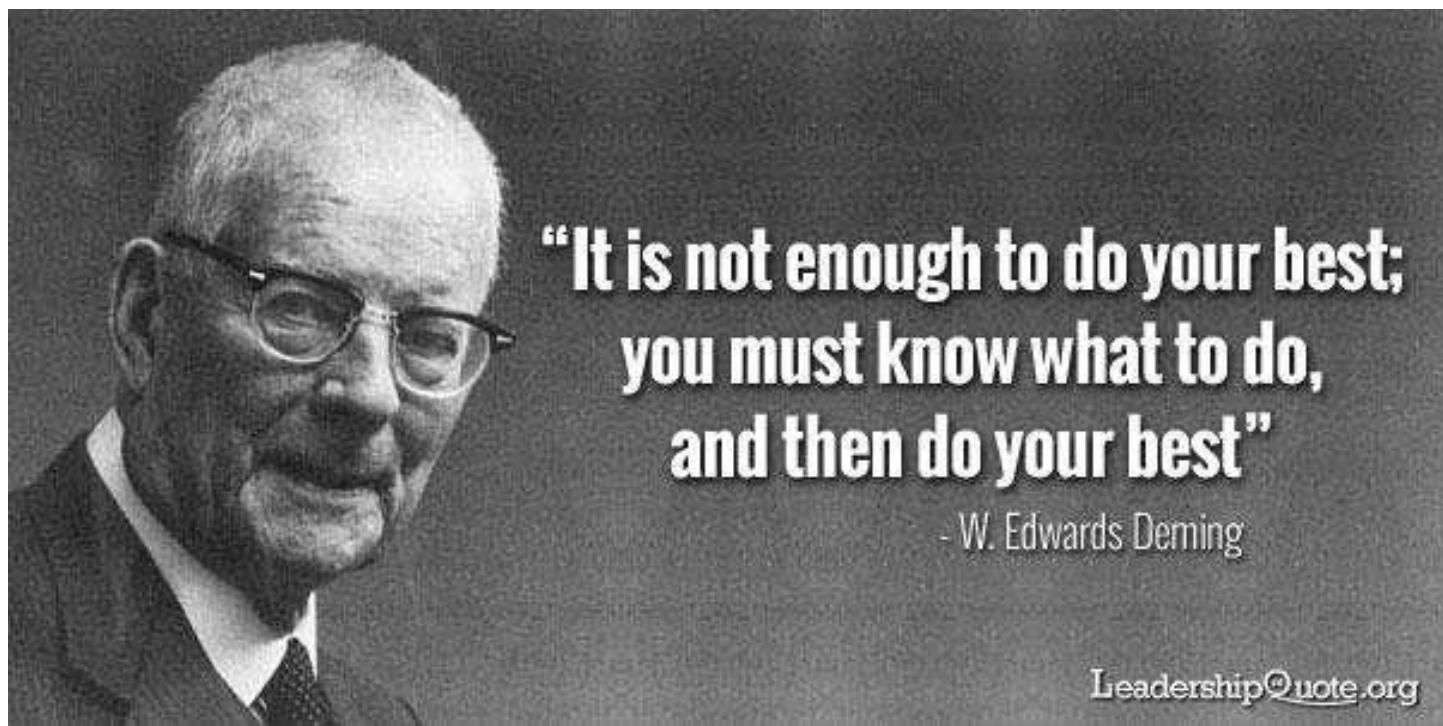 “It is not enough to do your best;
you must know what to do,
and then do your best”
- W. Edwards Deming
LeadershipQuote.org